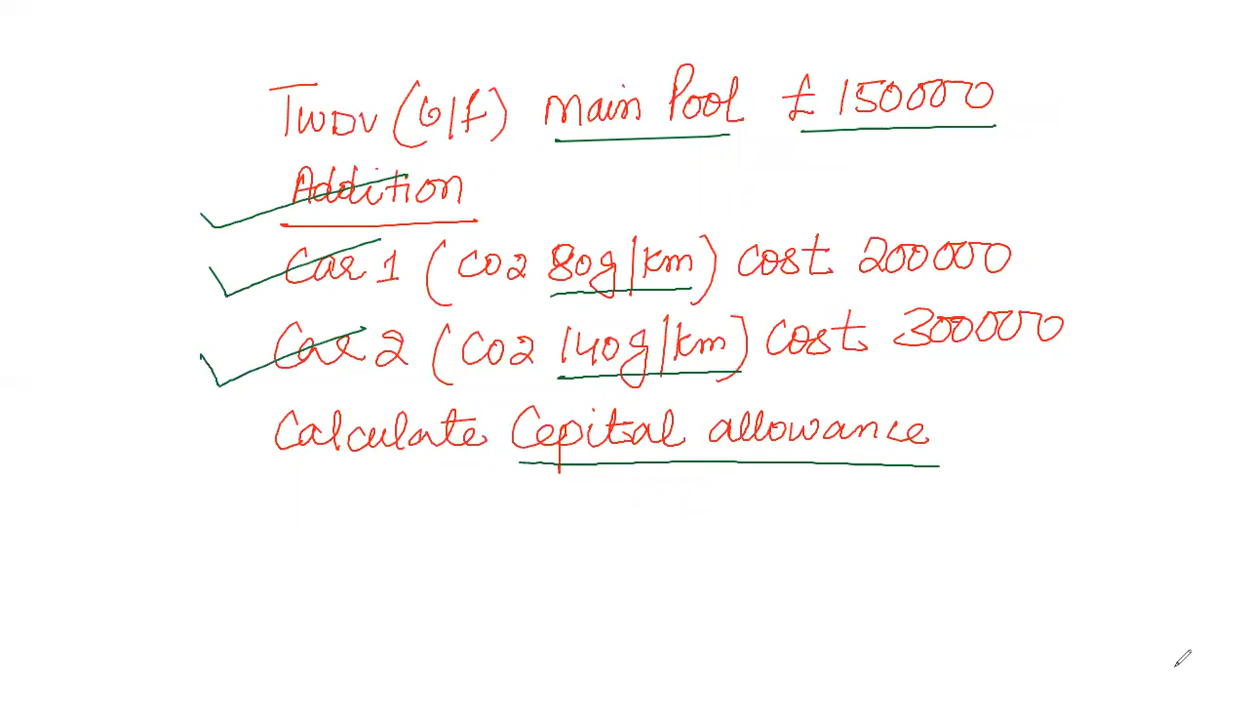 TWDV (b/f) Main Pool £ 150000
Addition
Car 1 (CO2 80g/km) cost 200000
Car 2 (CO2 140g/km) cost 300000
Calculate Cepital allowance